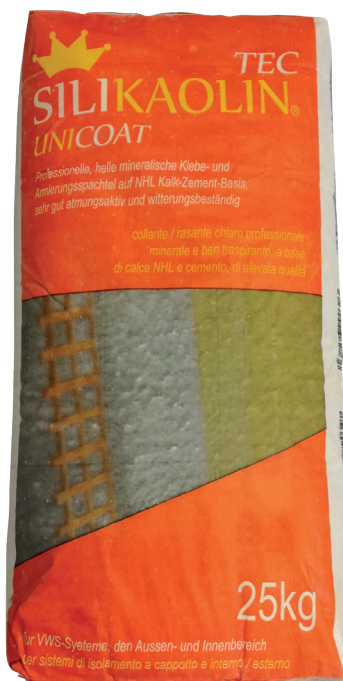 TEC
SILIKAOLIN®
UNICOAT
Professionelle, helle mineralische Klebe- und
Armierungsspachtel auf NHL Kalk-Zement-Basis,
sehr gut atmungsaktiv und witterungsbeständig
collante / rasante chiaro professionale
minerale e ben traspirante, a base
di calce NHL e cemento, di elevata qualità
25kg
für VWS-Systeme, den Aussen- und Innenbereich
per sistemi di isolamento a cappotto e interni / esterno